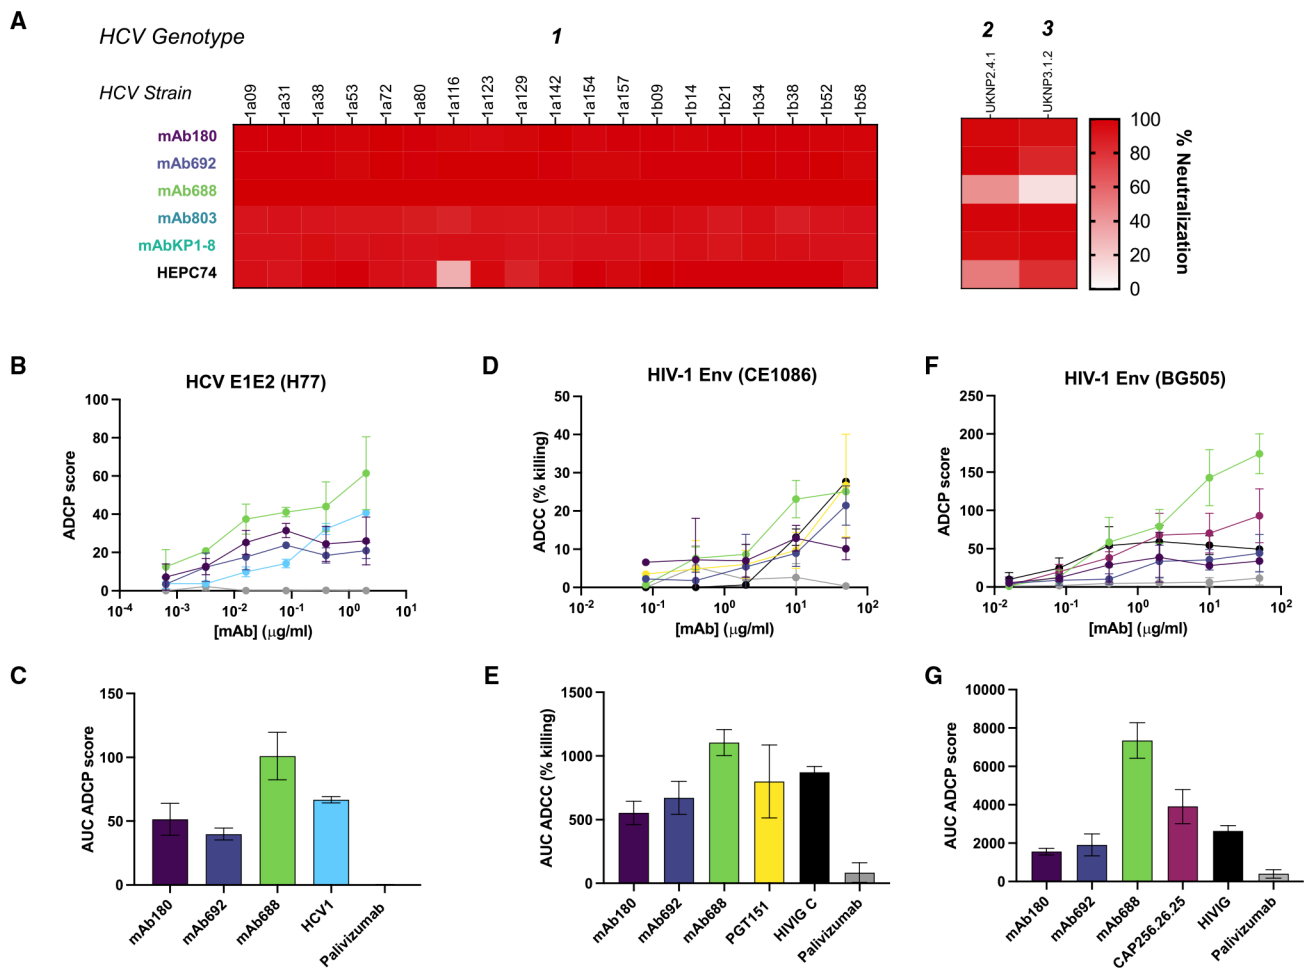 A
HCV Genotype 1 2 3
HCV Strain 1a09 1a31 1a38 1a53 1a72 1a80 1a116 1a123 1a129 1a142 1a154 1a157 1b09 1b14 1b21 1b34 1b38 1b52 1b58 UKNP2.4.1 UKNP3.1.2
mAb180
mAb692
mAb688
mAb803
mAbKP1-8
HEPC74
100
80
60
40
20
0
% Neutralization
B
HCV E1E2 (H77)
ADCP score
100
80
60
40
20
0
10-4 10-3 10-2 10-1 100 101
[mAb] (μg/ml)
D
HIV-1 Env (CE1086)
ADCC (% killing)
50
40
30
20
10
0
10-2 10-1 100 101 102
[mAb] (μg/ml)
F
HIV-1 Env (BG505)
ADCP score
250
200
150
100
50
0
10-2 10-1 100 101 102
[mAb] (μg/ml)
C
AUC ADCP score
150
100
50
0
mAb180 mAb692 mAb688 HCV1 Palivizumab
E
AUC ADCC (% killing)
1500
1000
500
0
mAb180 mAb692 mAb688 PGT151 HIVIG C Palivizumab
G
AUC ADCP score
10000
8000
6000
4000
2000
0
mAb180 mAb692 mAb688 CAP256.26.25 HIVIG Palivizumab